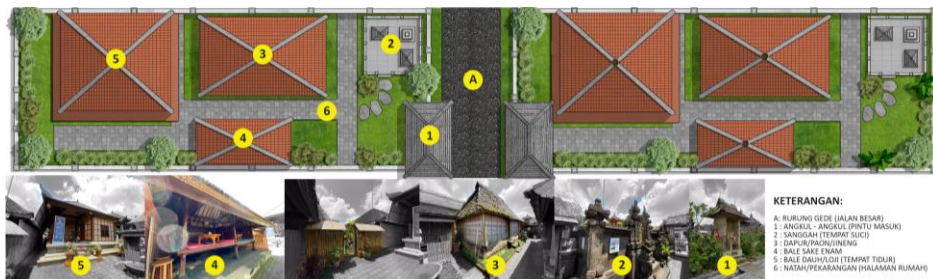 5
3
2
A
6
4
1
5
4
3
2
1
KETERANGAN:
A: RURUNG GEDE (JALAN BESAR)
1 : ANGKUL - ANGKUL (PINTU MASUK)
2 : SANGGAH (TEMPAT SUCI)
3 : DAPUR/PAON/JINENG
4 : BALE SAKE ENAM
5 : BALE DAUH/LOJI (TEMPAT TIDUR)
6 : NATAH/PEKARANGAN (HALAMAN RUMAH)